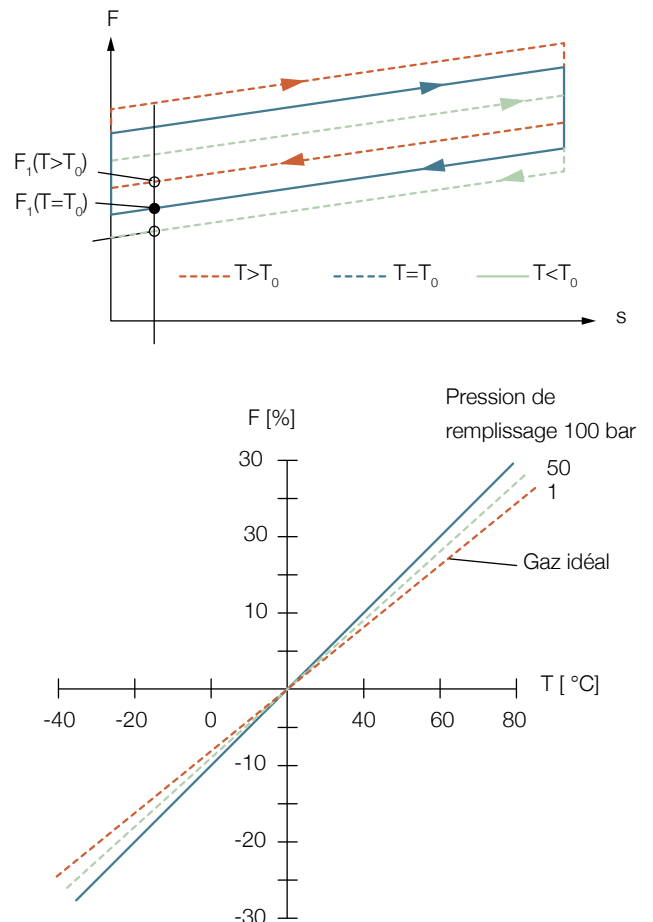 F
F₁(T>T₀)
F₁(T=T₀)
T>T₀ T=T₀ T<T₀
s
Pression de
remplissage 100 bar
F [%]
30
50
1
30
Gaz idéal
10
T [ °C]
-40 -20 0 40 60 80
-10
-20
-30